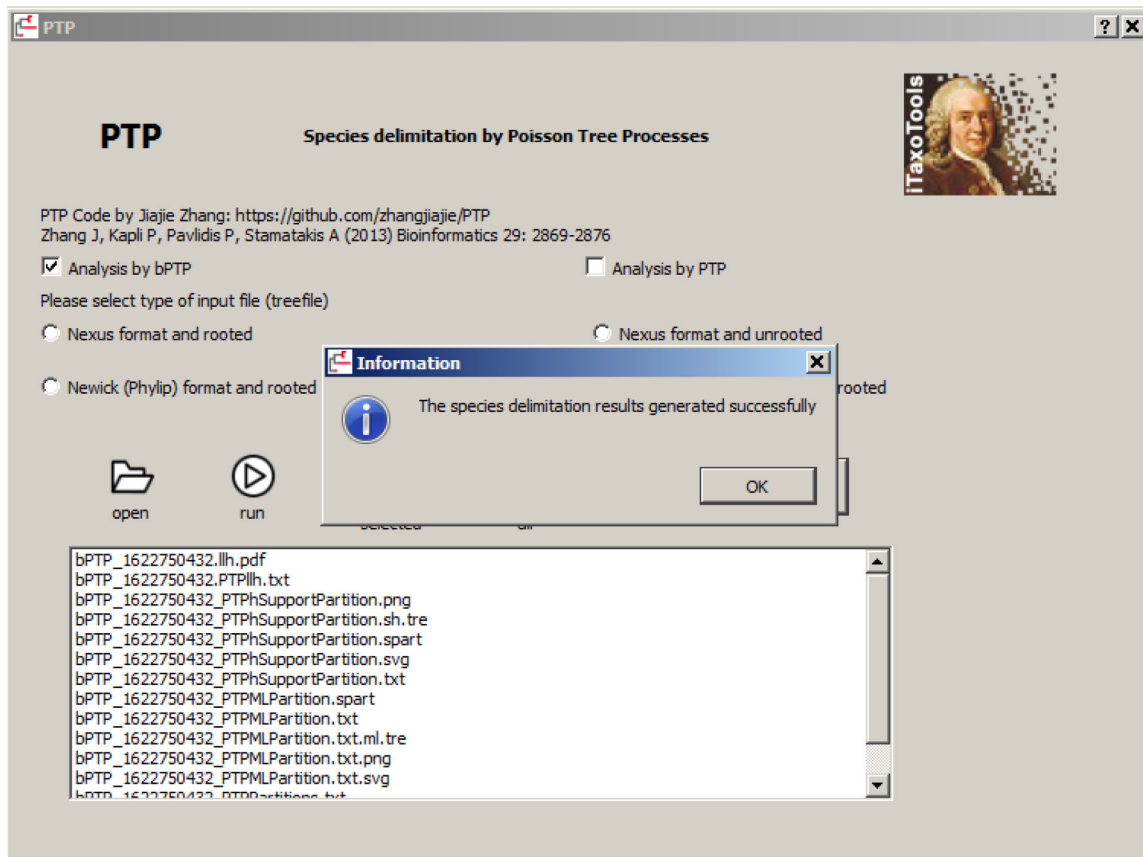 PTP
PTP
Species delimitation by Poisson Tree Processes
iTaxoTools
PTP Code by Jiajie Zhang: https://github.com/zhangjiajie/PTP
Zhang J, Kapli P, Pavlidis P, Stamatakis A (2013) Bioinformatics 29: 2869-2876
Analysis by bPTP
Analysis by PTP
Please select type of input file (treefile)
Nexus format and rooted
Nexus format and unrooted
Information
Newick (Phylip) format and rooted
rooted
The species delimitation results generated successfully
OK
open
run
bPTP_1622750432.llh.pdf
bPTP_1622750432.PTPllh.txt
bPTP_1622750432_PTPhSupportPartition.png
bPTP_1622750432_PTPhSupportPartition.sh.tre
bPTP_1622750432_PTPhSupportPartition.spart
bPTP_1622750432_PTPhSupportPartition.svg
bPTP_1622750432_PTPhSupportPartition.txt
bPTP_1622750432_PTPMLPartition.spart
bPTP_1622750432_PTPMLPartition.txt
bPTP_1622750432_PTPMLPartition.txt.ml.tre
bPTP_1622750432_PTPMLPartition.txt.png
bPTP_1622750432_PTPMLPartition.txt.svg
bPTP_1622750432_PTPPartitions.txt